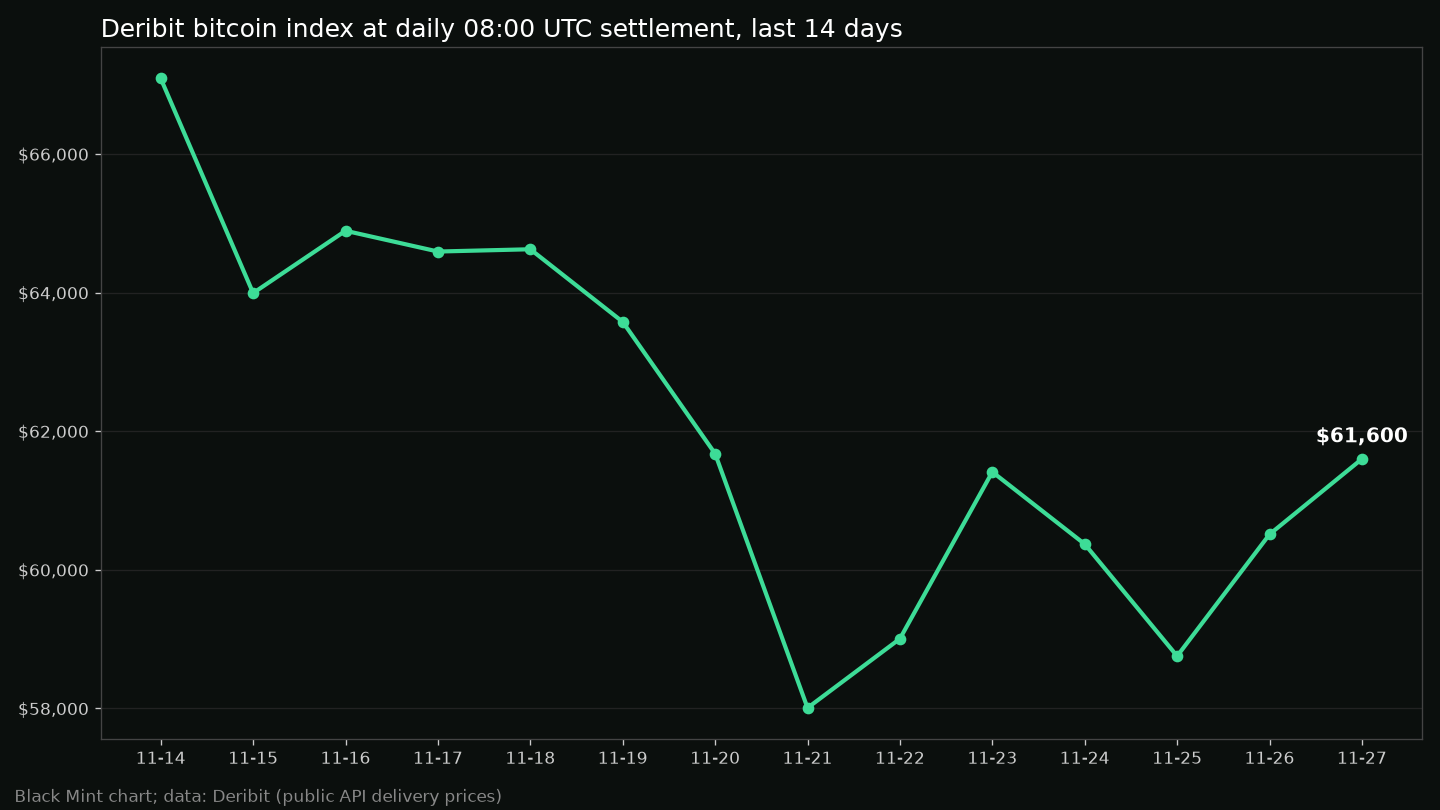 Deribit bitcoin index at daily 08:00 UTC settlement, last 14 days
$66,000
$64,000
$62,000
$60,000
$58,000
$61,600
11-14 11-15 11-16 11-17 11-18 11-19 11-20 11-21 11-22 11-23 11-24 11-25 11-26 11-27
Black Mint chart; data: Deribit (public API delivery prices)